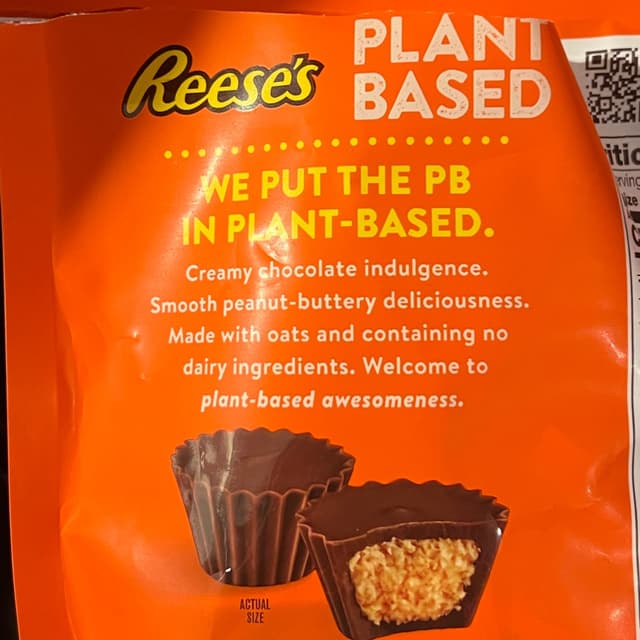 Reese's
PLANT
BASED
WE PUT THE PB
IN PLANT-BASED.
Creamy chocolate indulgence.
Smooth peanut-buttery deliciousness.
Made with oats and containing no
dairy ingredients. Welcome to
plant-based awesomeness.
ACTUAL
SIZE